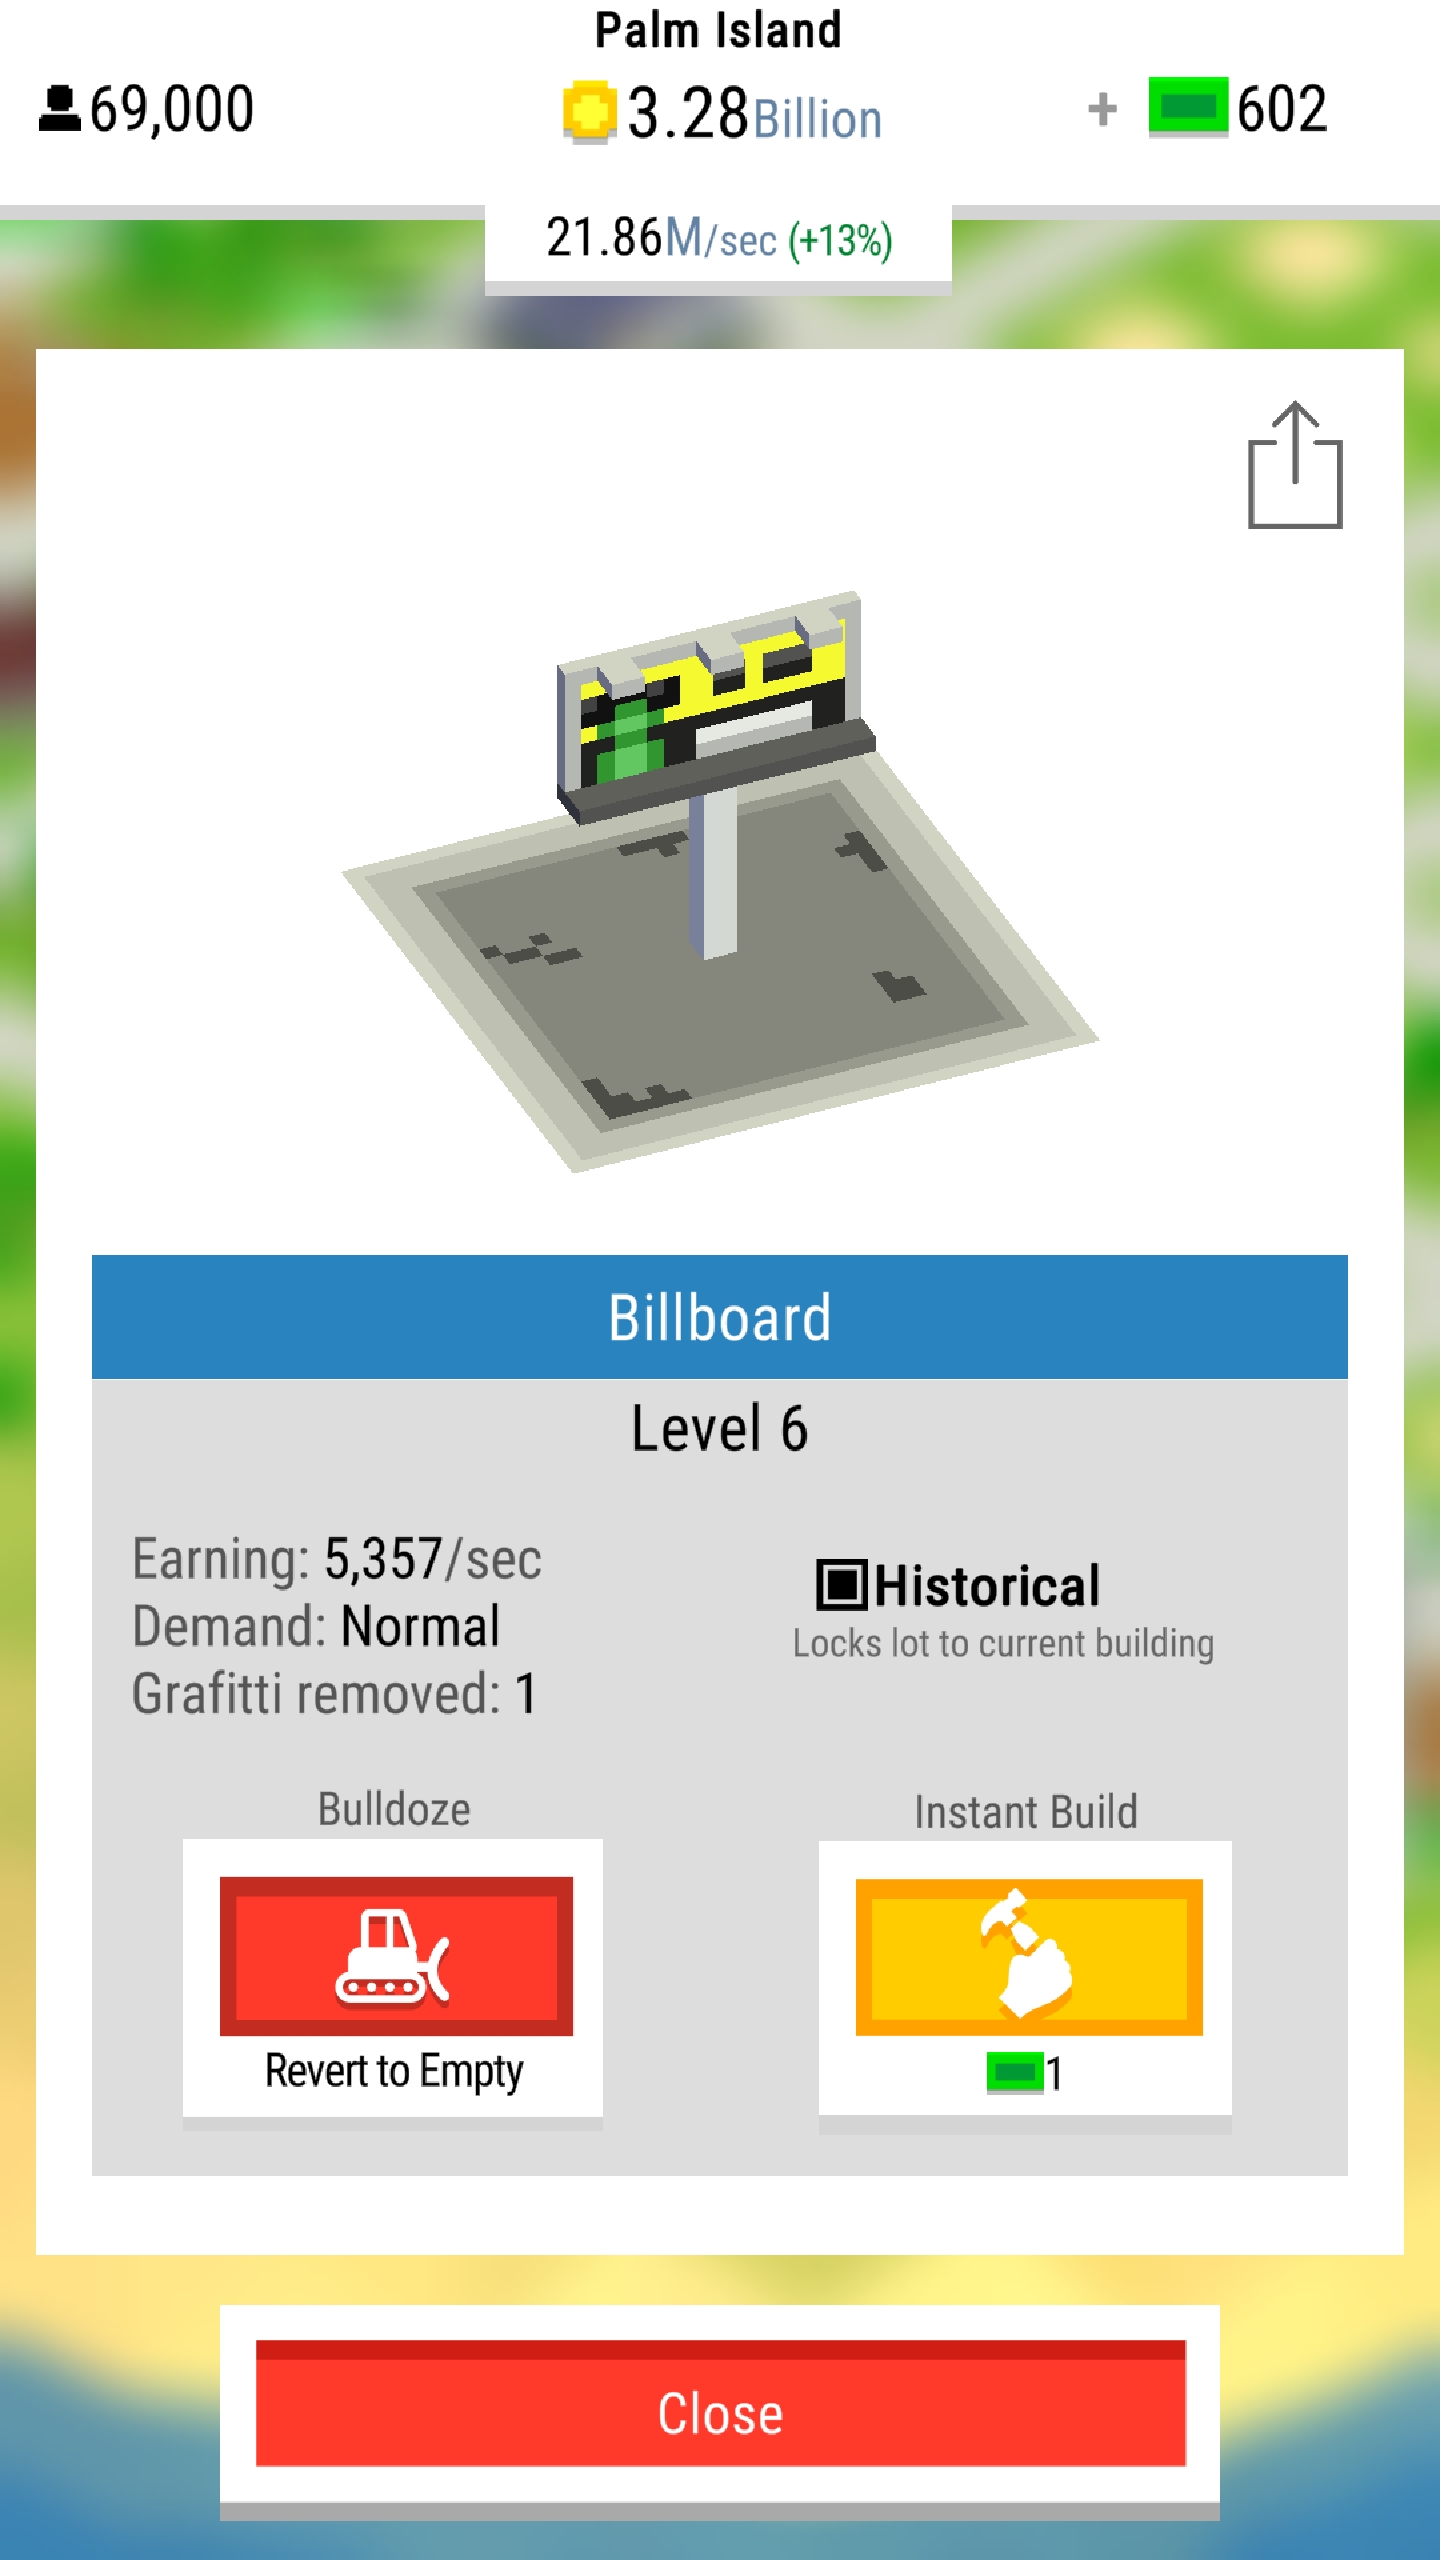 Palm Island
69,000
3.28Billion
+ 602
21.86M/sec (+13%)
Billboard
Level 6
Earning: 5,357/sec
Demand: Normal
Grafitti removed: 1
Historical
Locks lot to current building
Bulldoze
Revert to Empty
Instant Build
1
Close